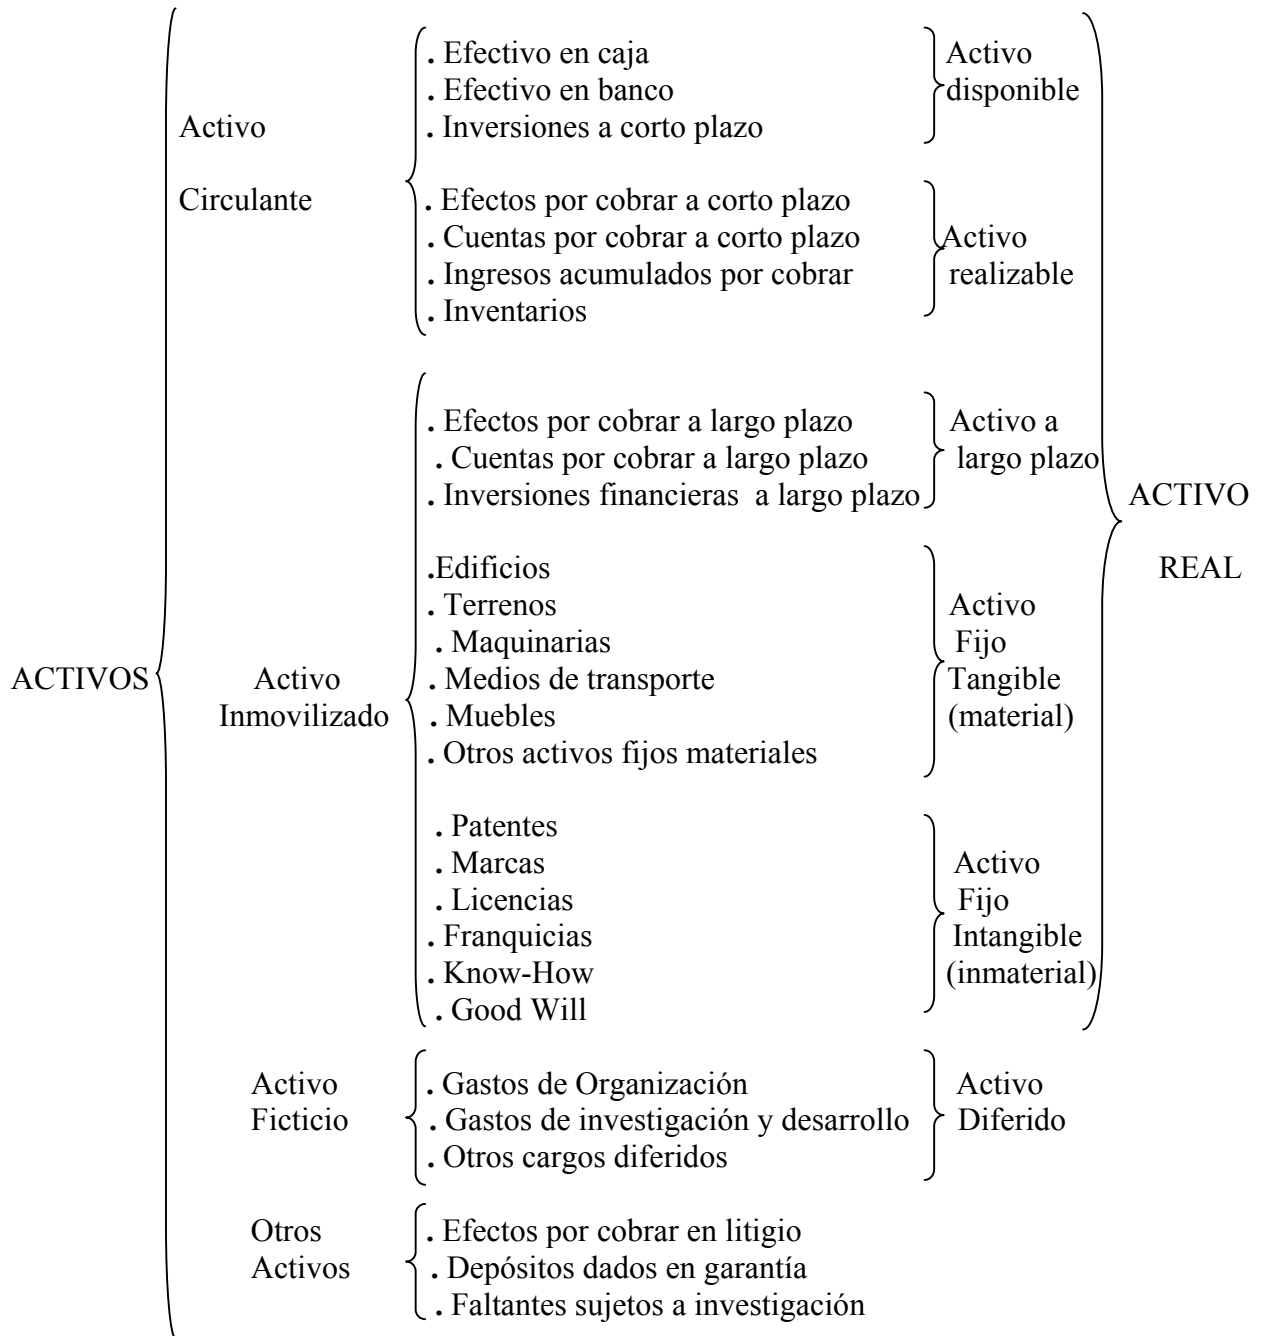 . Efectivo en caja Activo
. Efectivo en banco disponible
Activo . Inversiones a corto plazo
Circulante . Efectos por cobrar a corto plazo
. Cuentas por cobrar a corto plazo Activo
. Ingresos acumulados por cobrar realizable
. Inventarios
. Efectos por cobrar a largo plazo Activo a
. Cuentas por cobrar a largo plazo largo plazo
. Inversiones financieras a largo plazo ACTIVO
.Edificios REAL
. Terrenos Activo
. Maquinarias Fijo
ACTIVOS Activo . Medios de transporte Tangible
Inmovilizado . Muebles (material)
. Otros activos fijos materiales
. Patentes
. Marcas Activo
. Licencias Fijo
. Franquicias Intangible
. Know-How (inmaterial)
. Good Will
Activo . Gastos de Organización Activo
Ficticio . Gastos de investigación y desarrollo Diferido
. Otros cargos diferidos
Otros . Efectos por cobrar en litigio
Activos . Depósitos dados en garantía
. Faltantes sujetos a investigación